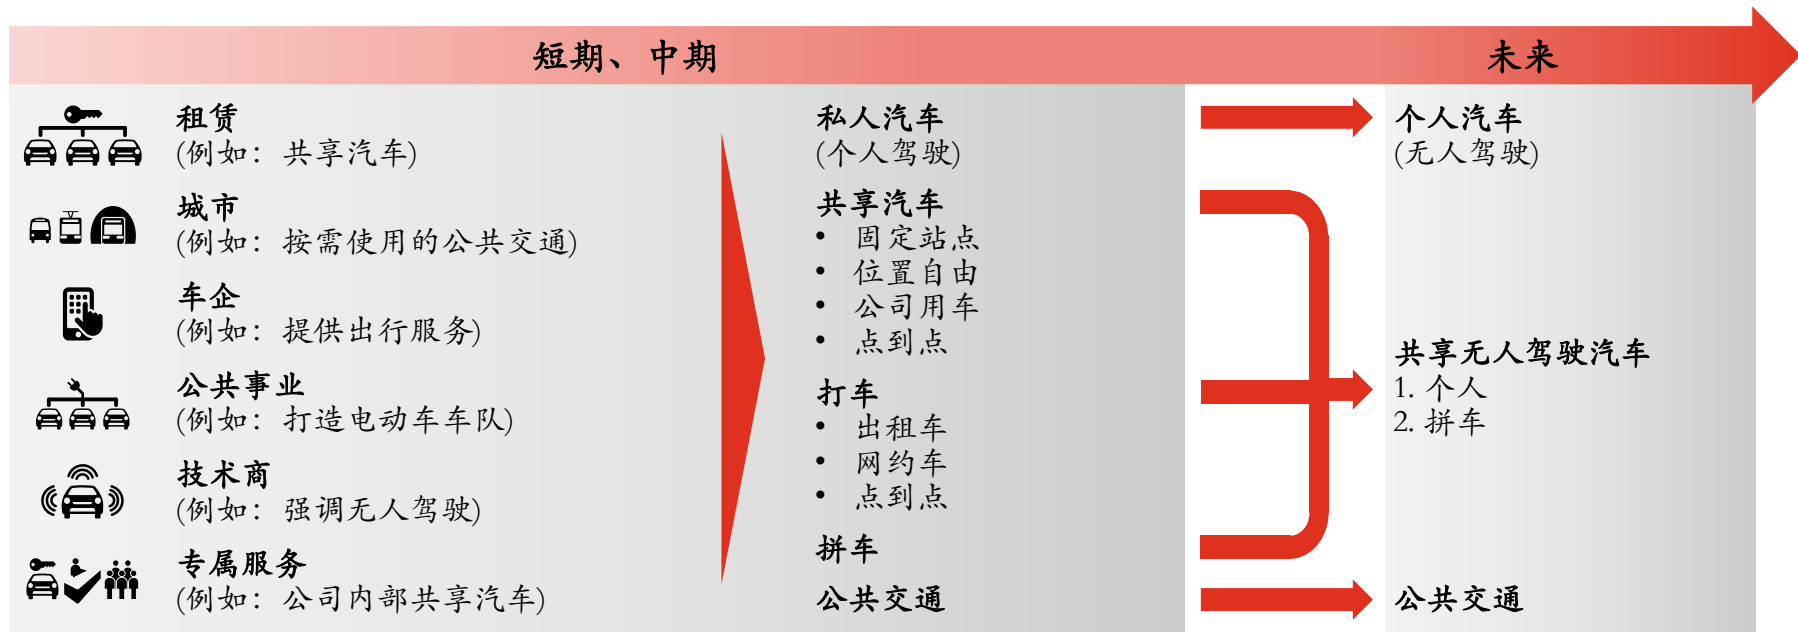 短期、中期
未来
租赁
(例如：共享汽车)
城市
(例如：按需使用的公共交通)
车企
(例如：提供出行服务)
公共事业
(例如：打造电动车车队)
技术商
(例如：强调无人驾驶)
专属服务
(例如：公司内部共享汽车)
私人汽车
(个人驾驶)
共享汽车
• 固定站点
• 位置自由
• 公司用车
• 点到点
打车
• 出租车
• 网约车
• 点到点
拼车
公共交通
个人汽车
(无人驾驶)
共享无人驾驶汽车
1. 个人
2. 拼车
公共交通